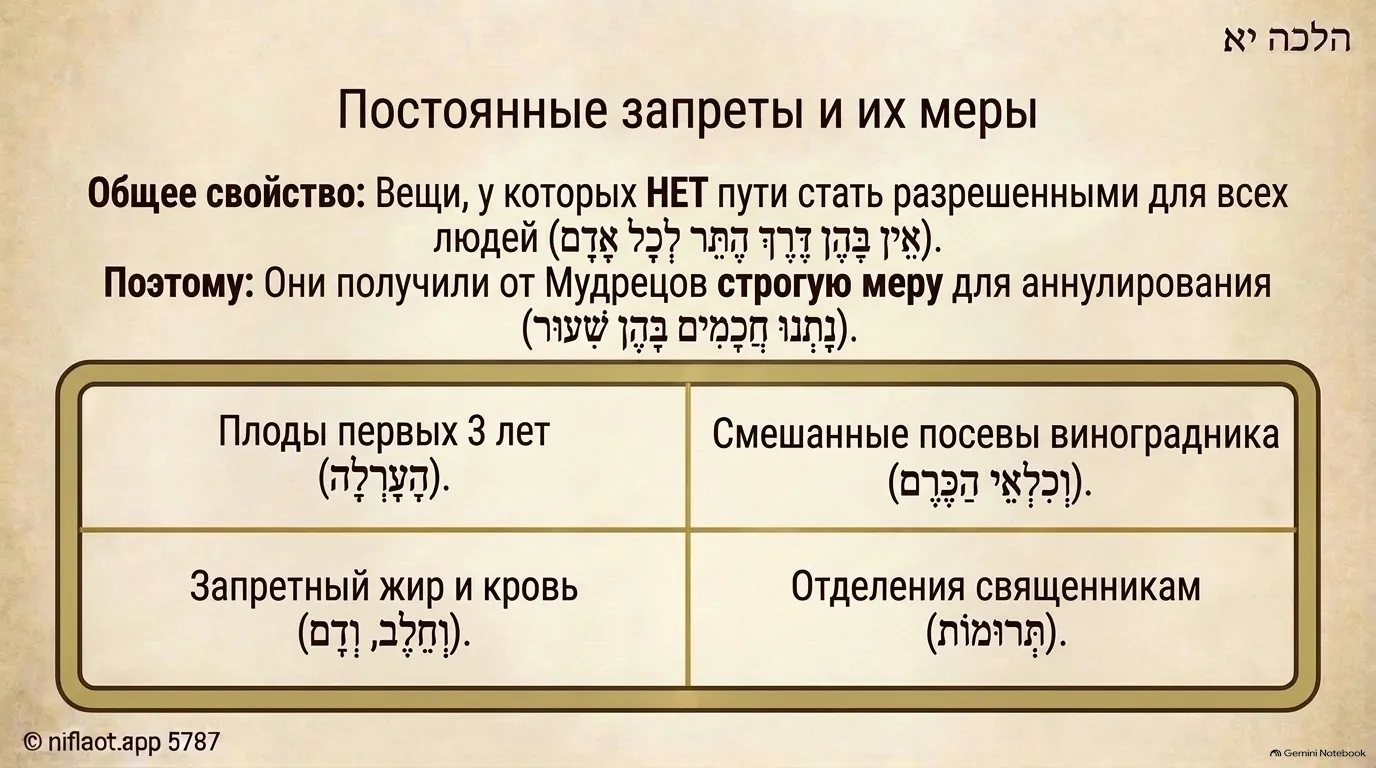 הלכה יא
Постоянные запреты и их меры
Общее свойство: Вещи, у которых НЕТ пути стать разрешенными для всех
людей (אֵין בָּהֶן דֶּרֶךְ הֶתֵּר לְכָל אָדָם).
Поэтому: Они получили от Мудрецов строгую меру для аннулирования
(נָתְנוּ חֲכָמִים בָּהֶן שִׁעוּר).
Плоды первых 3 лет
(הָעָרְלָה).
Смешанные посевы виноградника
(וְכִלְאֵי הַכֶּרֶם).
Запретный жир и кровь
(וְחֵלֶב, וְדָם).
Отделения священникам
(תְּרוּמוֹת).
© niflaot.app 5787
Gemini Notebook